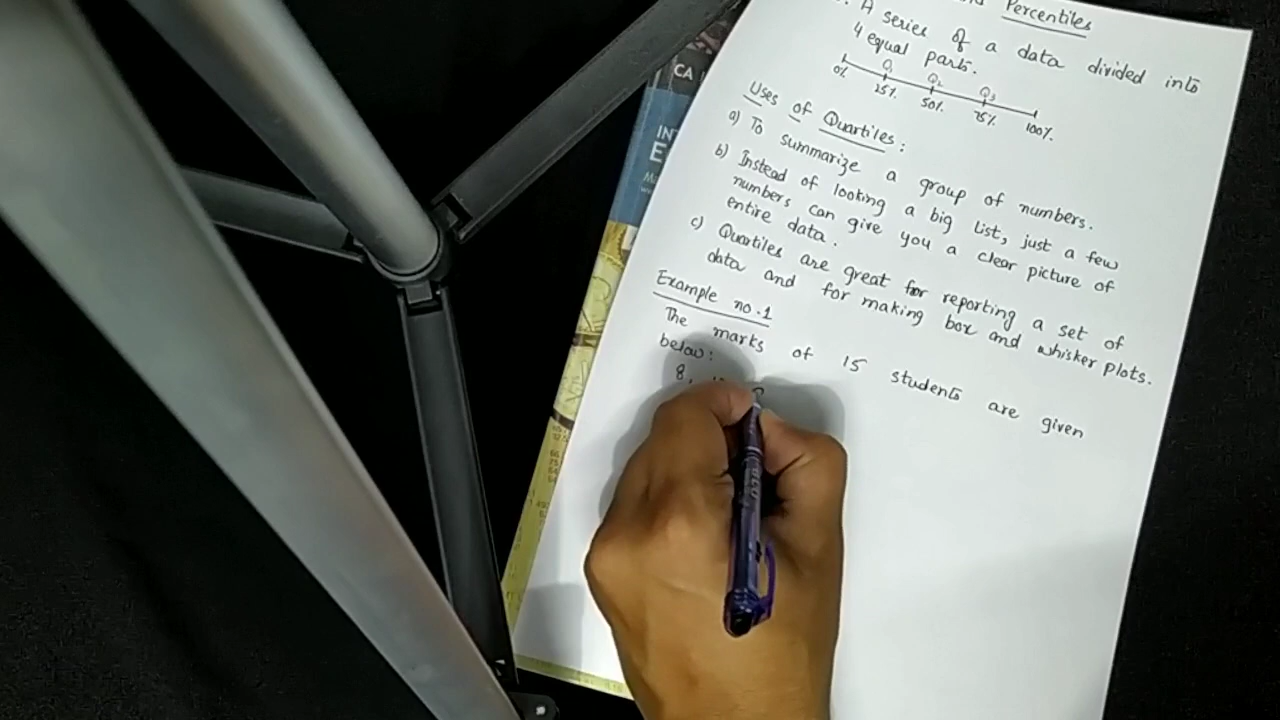 Percentiles
A series of a data divided into
4 equal parts.
Q1 Q2 Q3
0% 25% 50% 75% 100%
Uses of Quartiles:
a) To summarize a group of numbers.
b) Instead of looking a big list, just a few
numbers can give you a clear picture of
entire data.
c) Quartiles are great for reporting a set of
data and for making box and whisker plots.
Example no.1
The marks of 15 students are given
below:
8,
CA